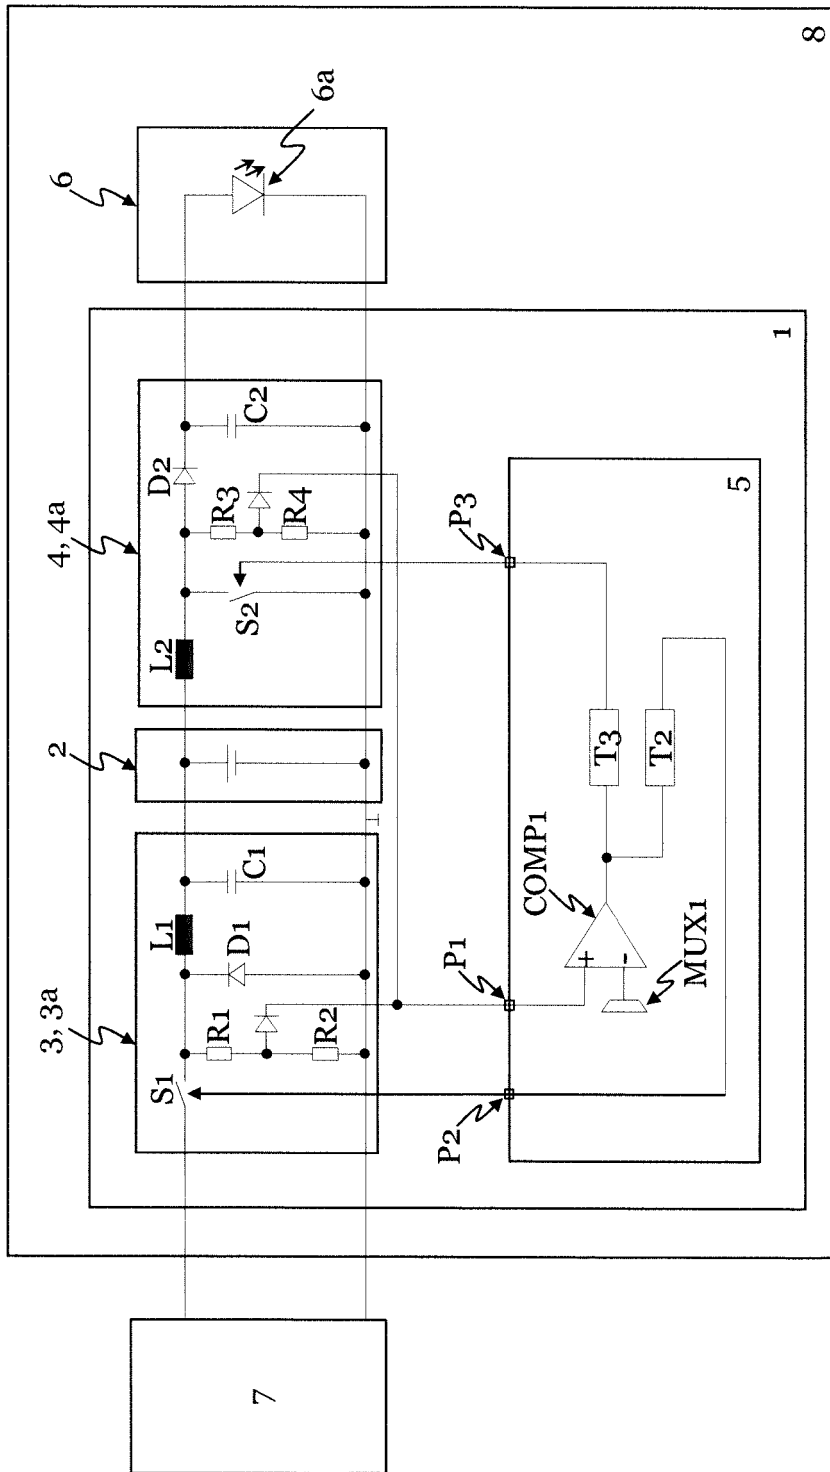 8
6
6a
1
4, 4a
D2
C2
R3
R4
S2
L2
2
3, 3a
L1
C1
D1
R1
R2
S1
P3
P1
P2
5
T3
T2
COMP1
+
-
MUX1
7